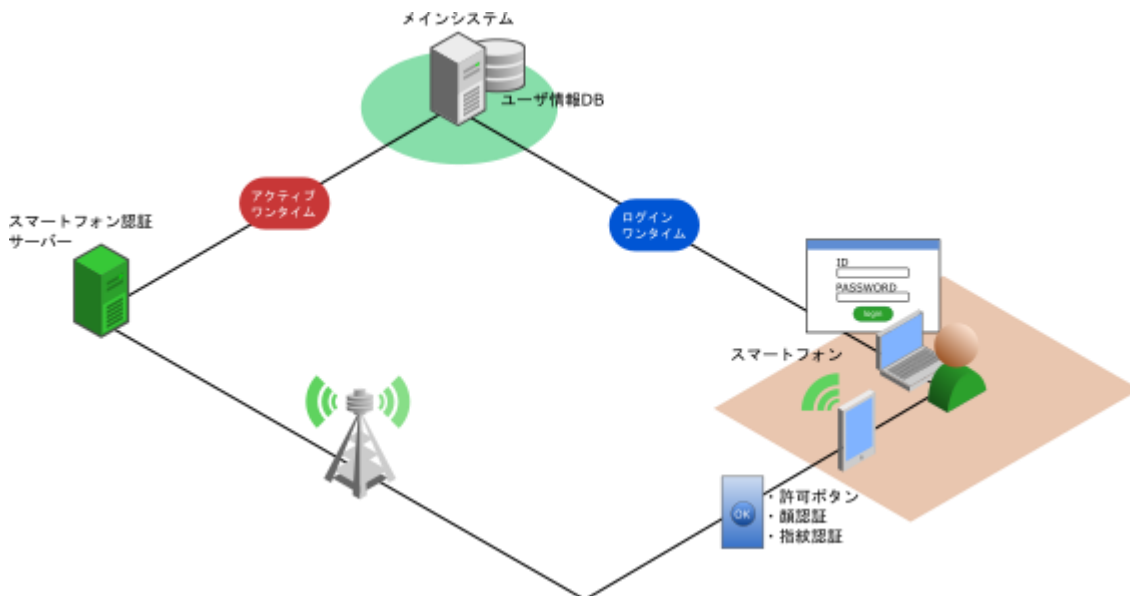 メインシステム
ユーザ情報DB
アクティブ
ワンタイム
スマートフォン認証
サーバー
ログイン
ワンタイム
ID
PASSWORD
login
スマートフォン
OK
・許可ボタン
・顔認証
・指紋認証